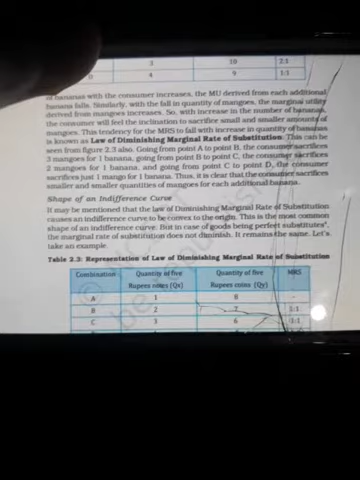 3 10 2:1
D 4 9 1:1
of bananas with the consumer increases, the MU derived from each additional
banana falls. Similarly, with the fall in quantity of mangoes, the marginal utility
derived from mangoes increases. So, with increase in the number of bananas,
the consumer will feel the inclination to sacrifice small and smaller amounts of
mangoes. This tendency for the MRS to fall with increase in quantity of bananas
is known as Law of Diminishing Marginal Rate of Substitution. This can be
seen from figure 2.3 also. Going from point A to point B, the consumer sacrifices
3 mangoes for 1 banana, going from point B to point C, the consumer sacrifices
2 mangoes for 1 banana, and going from point C to point D, the consumer
sacrifices just 1 mango for 1 banana. Thus, it is clear that the consumer sacrifices
smaller and smaller quantities of mangoes for each additional banana.
Shape of an Indifference Curve
It may be mentioned that the law of Diminishing Marginal Rate of Substitution
causes an indifference curve to be convex to the origin. This is the most common
shape of an indifference curve. But in case of goods being perfect substitutes⁴,
the marginal rate of substitution does not diminish. It remains the same. Let's
take an example.
Table 2.3: Representation of Law of Diminishing Marginal Rate of Substitution
Combination Quantity of five Quantity of five MRS
Rupees notes (Qx) Rupees coins (Qy)
A 1 8 -
B 2 7 1:1
C 3 6 1:1